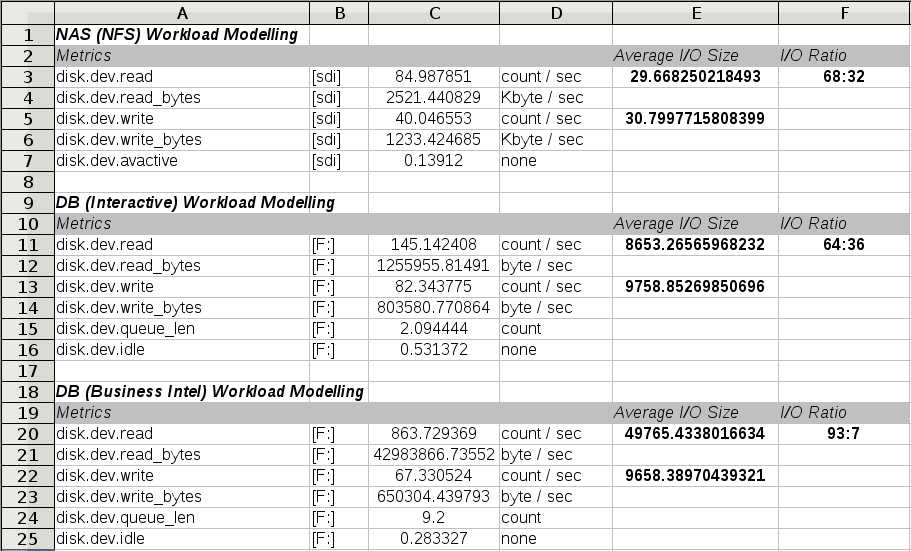 A B C D E F
1 NAS (NFS) Workload Modelling
2 Metrics Average I/O Size I/O Ratio
3 disk.dev.read [sdi] 84.987851 count / sec 29.668250218493 68:32
4 disk.dev.read_bytes [sdi] 2521.440829 Kbyte / sec
5 disk.dev.write [sdi] 40.046553 count / sec 30.7997715808399
6 disk.dev.write_bytes [sdi] 1233.424685 Kbyte / sec
7 disk.dev.avactive [sdi] 0.13912 none
8
9 DB (Interactive) Workload Modelling
10 Metrics Average I/O Size I/O Ratio
11 disk.dev.read [F:] 145.142408 count / sec 8653.26565968232 64:36
12 disk.dev.read_bytes [F:] 1255955.81491 byte / sec
13 disk.dev.write [F:] 82.343775 count / sec 9758.85269850696
14 disk.dev.write_bytes [F:] 803580.770864 byte / sec
15 disk.dev.queue_len [F:] 2.094444 count
16 disk.dev.idle [F:] 0.531372 none
17
18 DB (Business Intel) Workload Modelling
19 Metrics Average I/O Size I/O Ratio
20 disk.dev.read [F:] 863.729369 count / sec 49765.4338016634 93:7
21 disk.dev.read_bytes [F:] 42983866.73552 byte / sec
22 disk.dev.write [F:] 67.330524 count / sec 9658.38970439321
23 disk.dev.write_bytes [F:] 650304.439793 byte / sec
24 disk.dev.queue_len [F:] 9.2 count
25 disk.dev.idle [F:] 0.283327 none